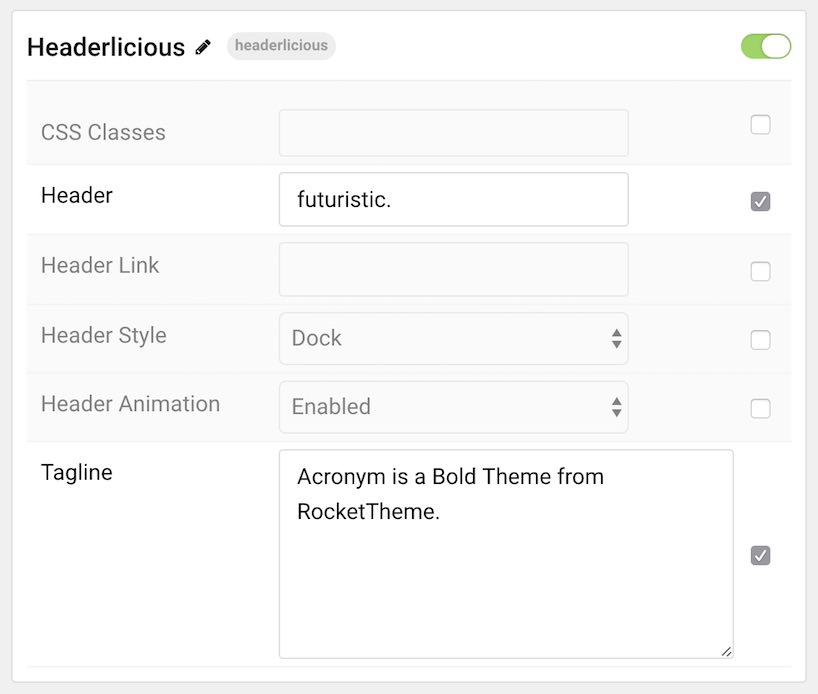 Headerlicious headerlicious
CSS Classes
Header futuristic.
Header Link
Header Style Dock
Header Animation Enabled
Tagline Acronym is a Bold Theme from
RocketTheme.